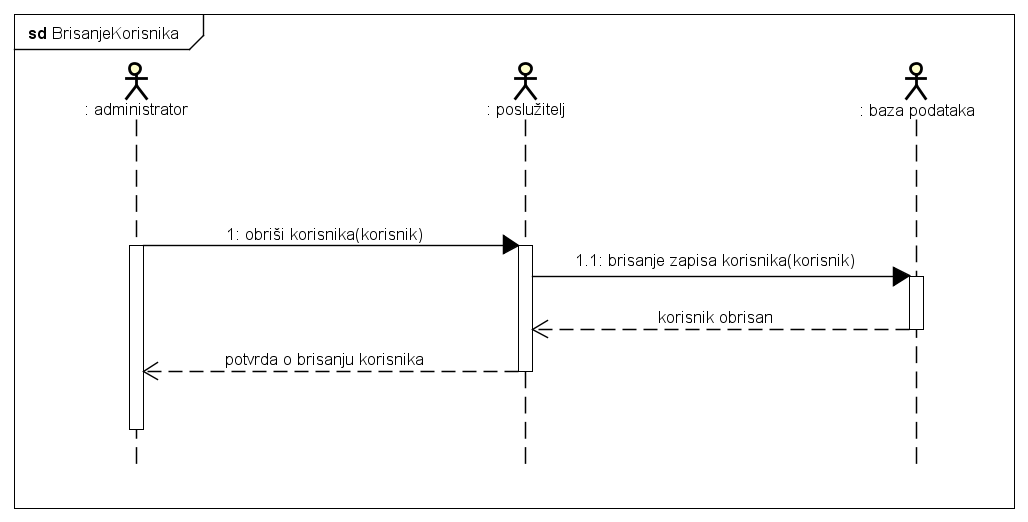 sd BrisanjeKorisnika
: administrator
: poslužitelj
: baza podataka
1: obriši korisnika(korisnik)
1.1: brisanje zapisa korisnika(korisnik)
korisnik obrisan
potvrda o brisanju korisnika